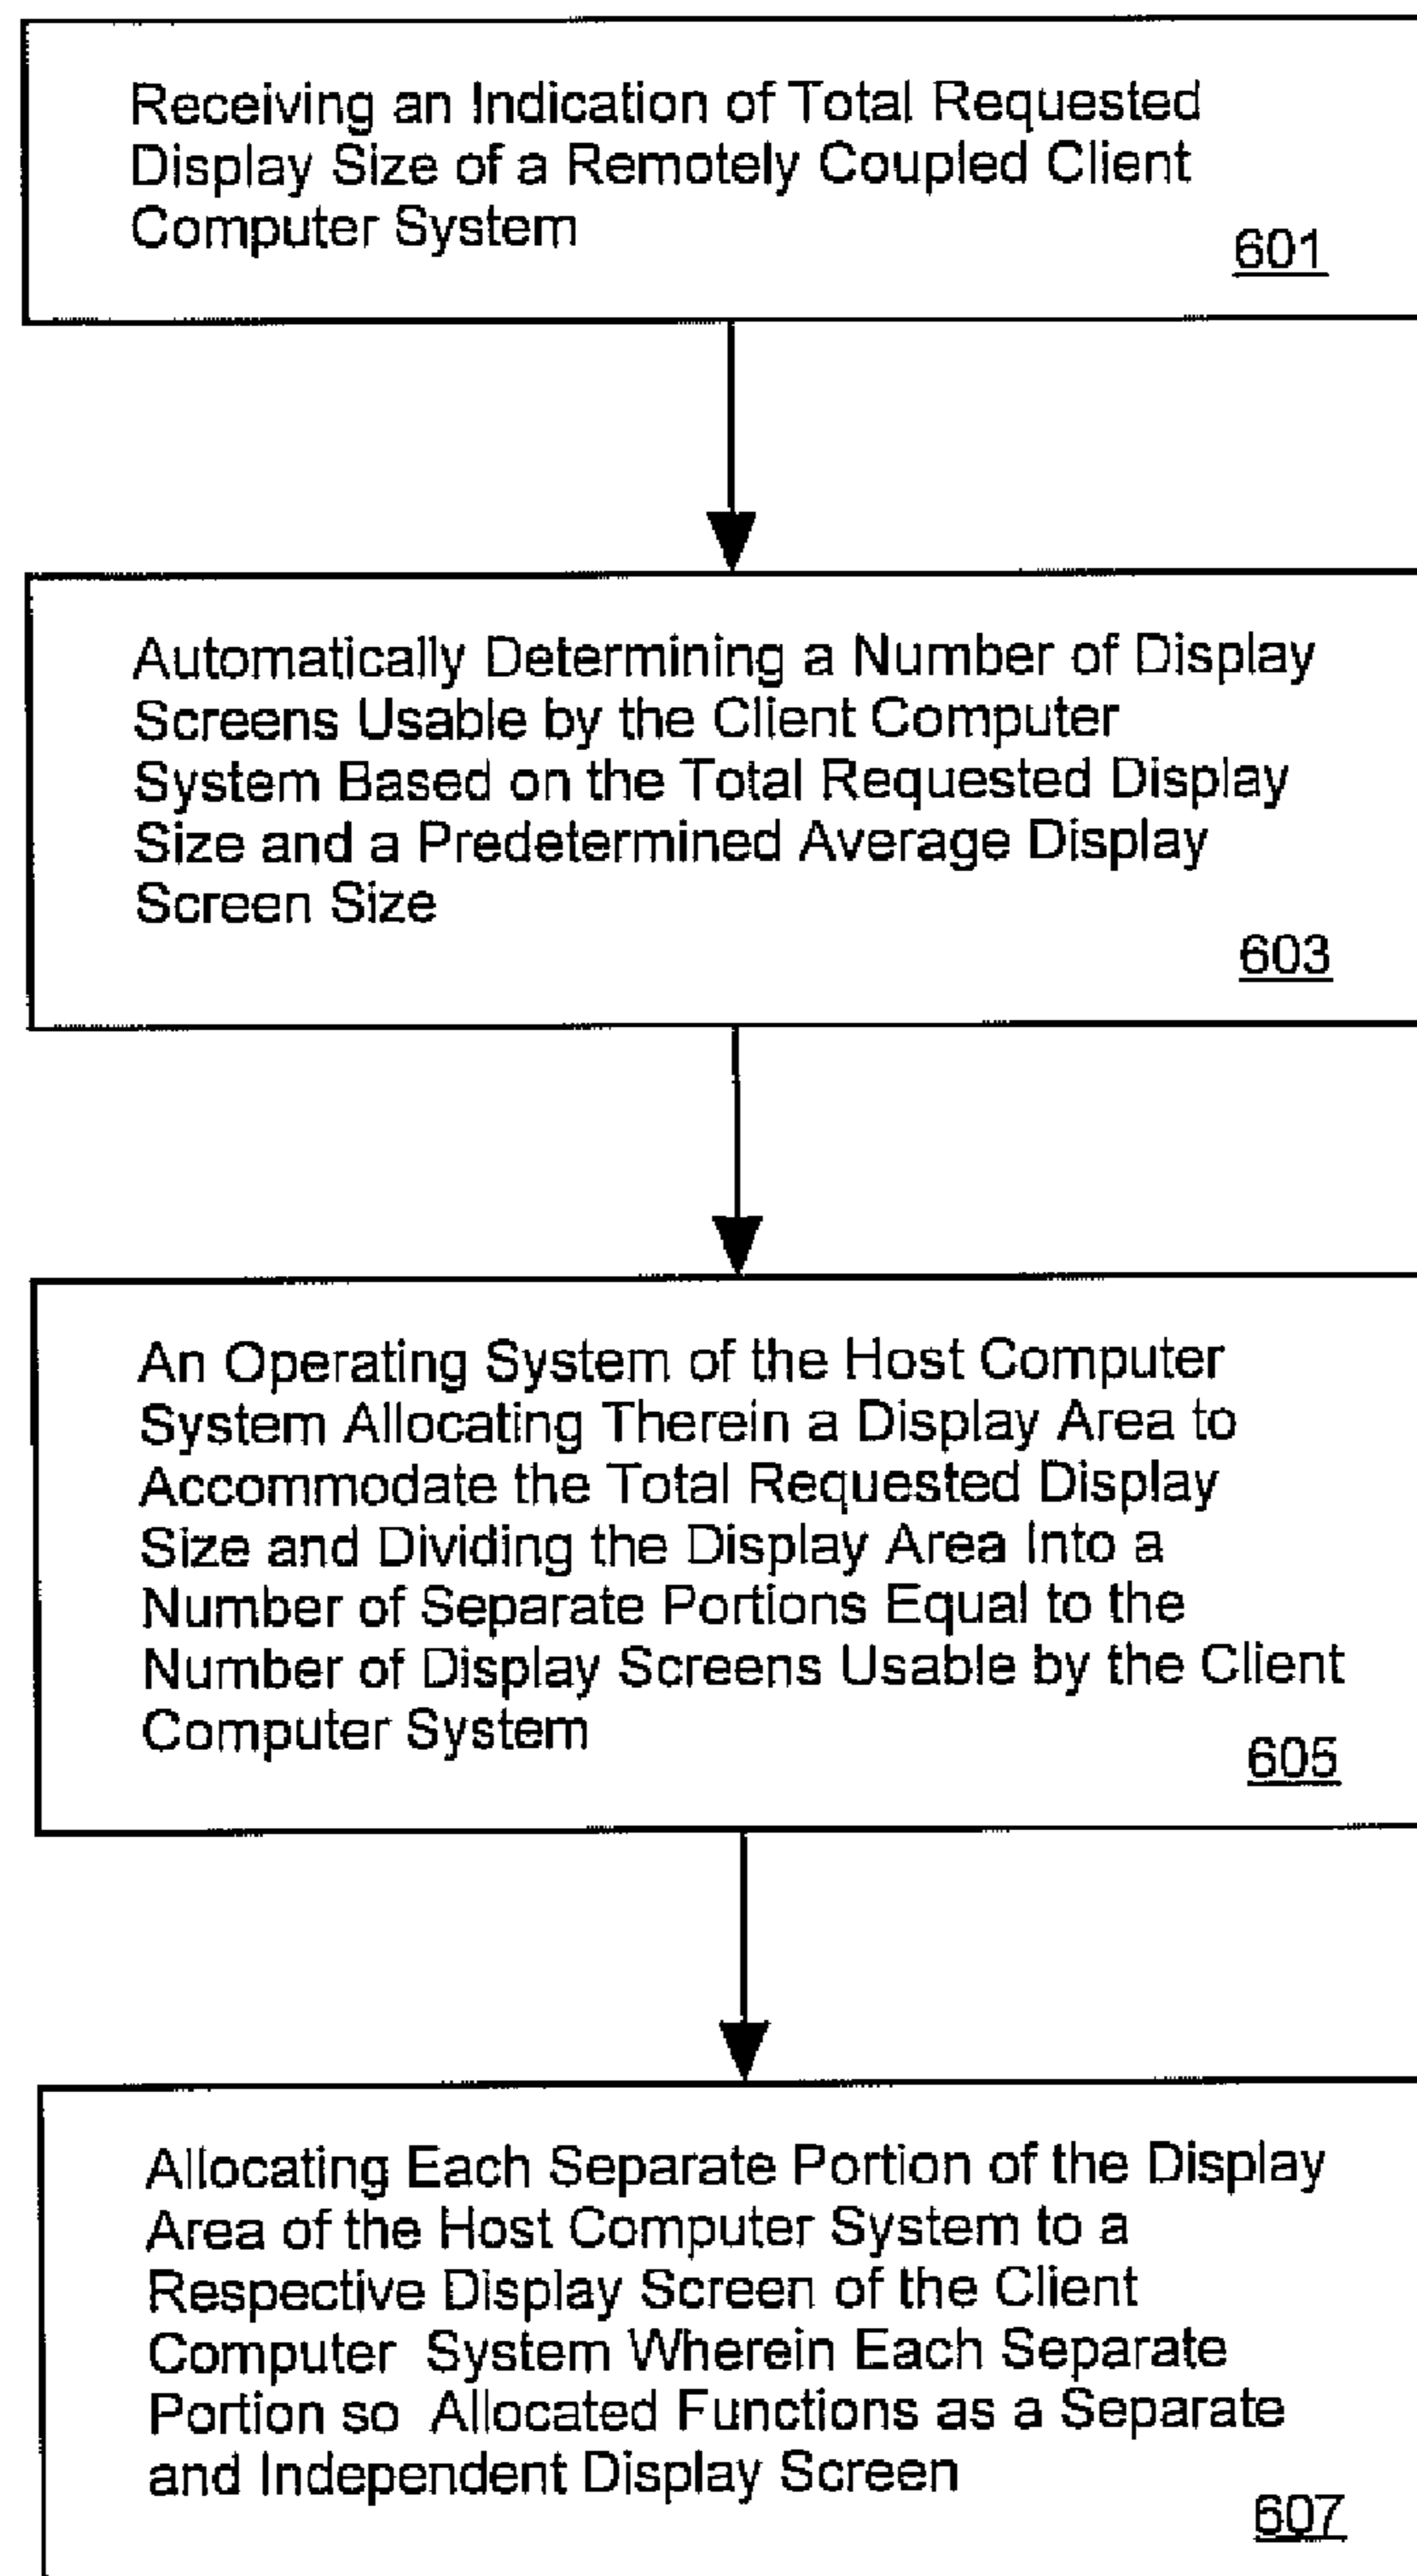 Receiving an Indication of Total Requested
Display Size of a Remotely Coupled Client
Computer System
601
Automatically Determining a Number of Display
Screens Usable by the Client Computer
System Based on the Total Requested Display
Size and a Predetermined Average Display
Screen Size
603
An Operating System of the Host Computer
System Allocating Therein a Display Area to
Accommodate the Total Requested Display
Size and Dividing the Display Area Into a
Number of Separate Portions Equal to the
Number of Display Screens Usable by the Client
Computer System
605
Allocating Each Separate Portion of the Display
Area of the Host Computer System to a
Respective Display Screen of the Client
Computer System Wherein Each Separate
Portion so Allocated Functions as a Separate
and Independent Display Screen
607